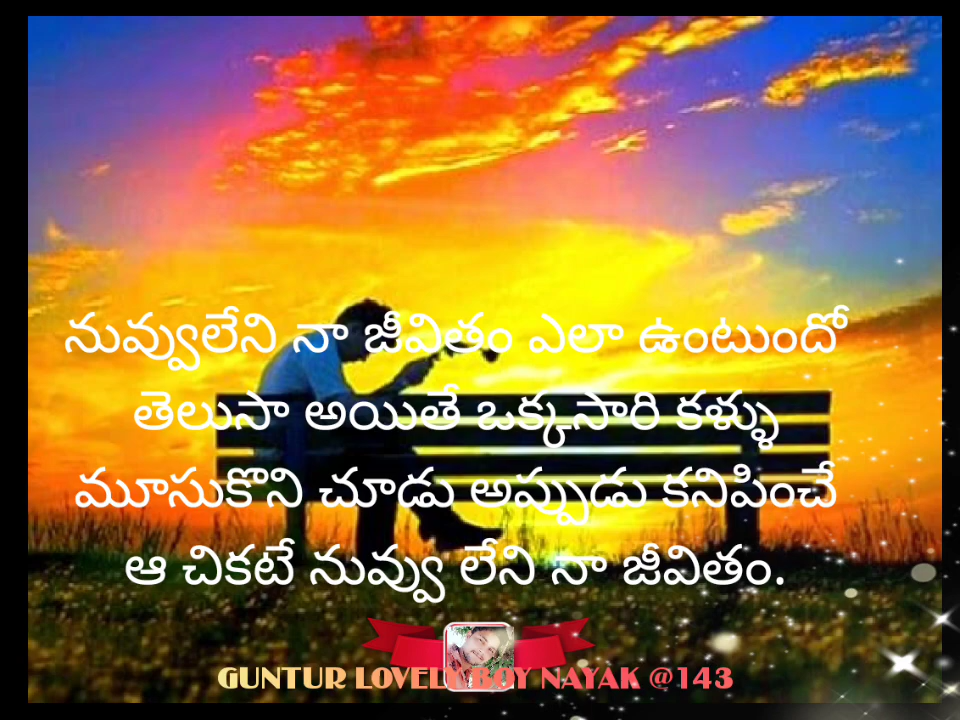 నువ్వులేని నా జీవితం ఎలా ఉంటుందో
తెలుసా అయితే ఒక్కసారి కళ్ళు
మూసుకొని చూడు అప్పుడు కనిపించే
ఆ చికటే నువ్వు లేని నా జీవితం.
GUNTUR LOVELY BOY NAYAK @143